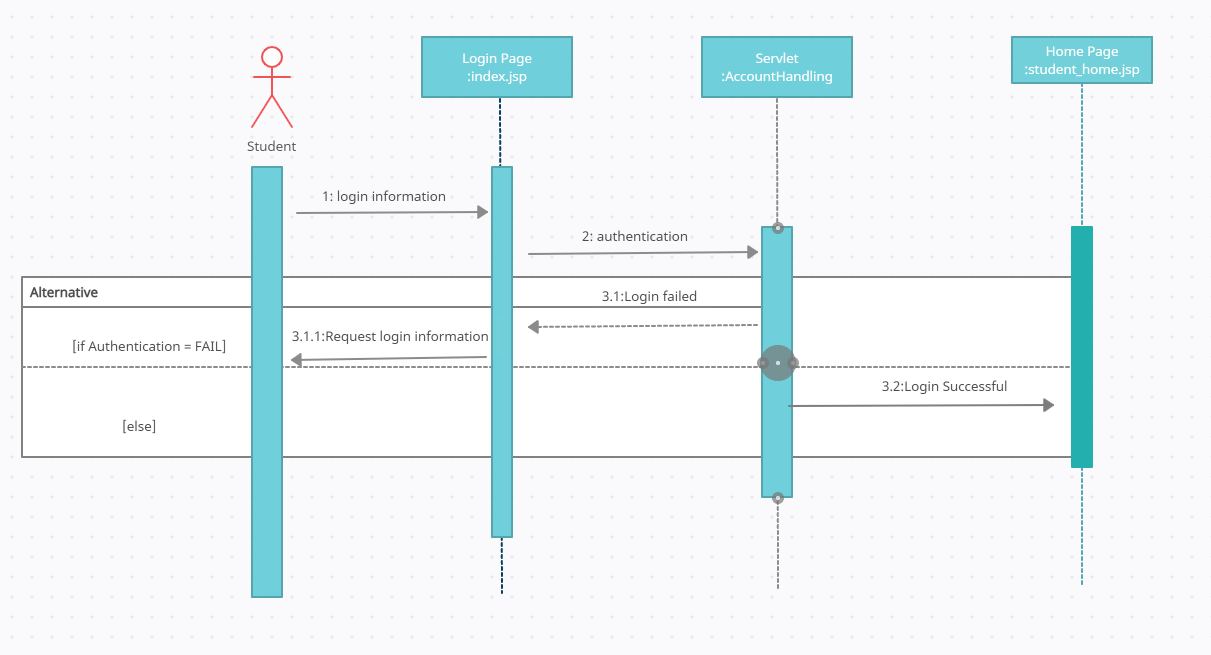 Login Page
:index.jsp
Servlet
:AccountHandling
Home Page
:student_home.jsp
Student
1: login information
2: authentication
Alternative
3.1:Login failed
3.1.1:Request login information
[if Authentication = FAIL]
3.2:Login Successful
[else]